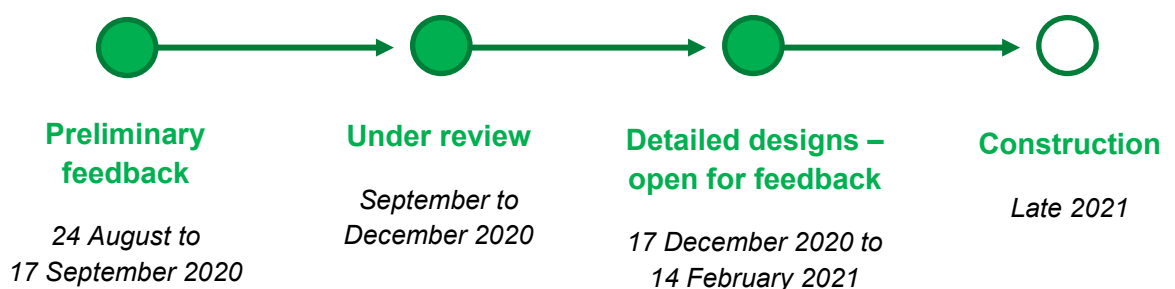 Preliminary
feedback
24 August to
17 September 2020
Under review
September to
December 2020
Detailed designs –
open for feedback
17 December 2020 to
14 February 2021
Construction
Late 2021